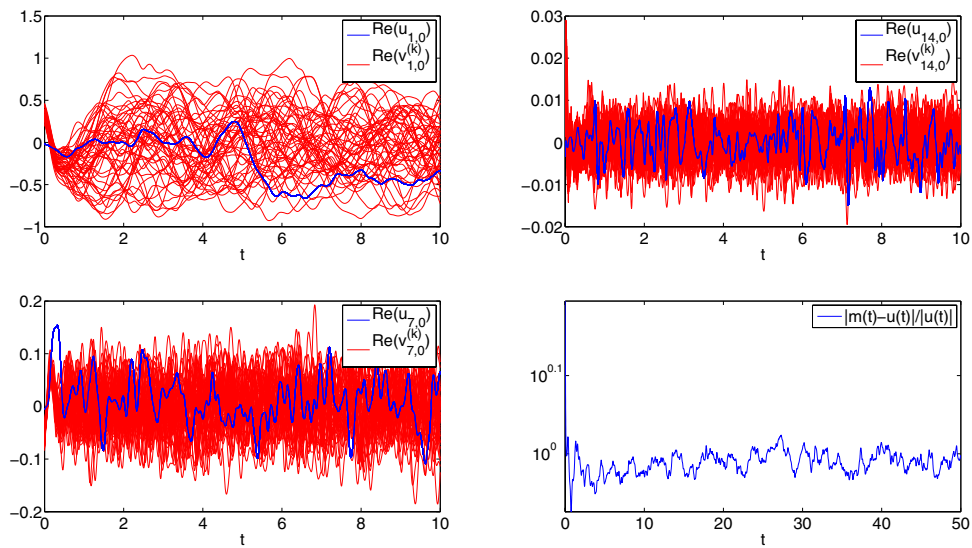 1.5
1
0.5
0
−0.5
−1
0 2 4 6 8 10
t
Re(u1,0)
Re(v1,0(k))
0.03
0.02
0.01
0
−0.01
0.02
0 2 4 6 8 10
t
Re(u14,0)
Re(v14,0(k))
0.2
0.1
0
−0.1
−0.2
0 2 4 6 8 10
t
Re(u7,0)
Re(v7,0(k))
10^0.1
10^0
0 10 20 30 40 50
t
|m(t)−u(t)|/|u(t)|